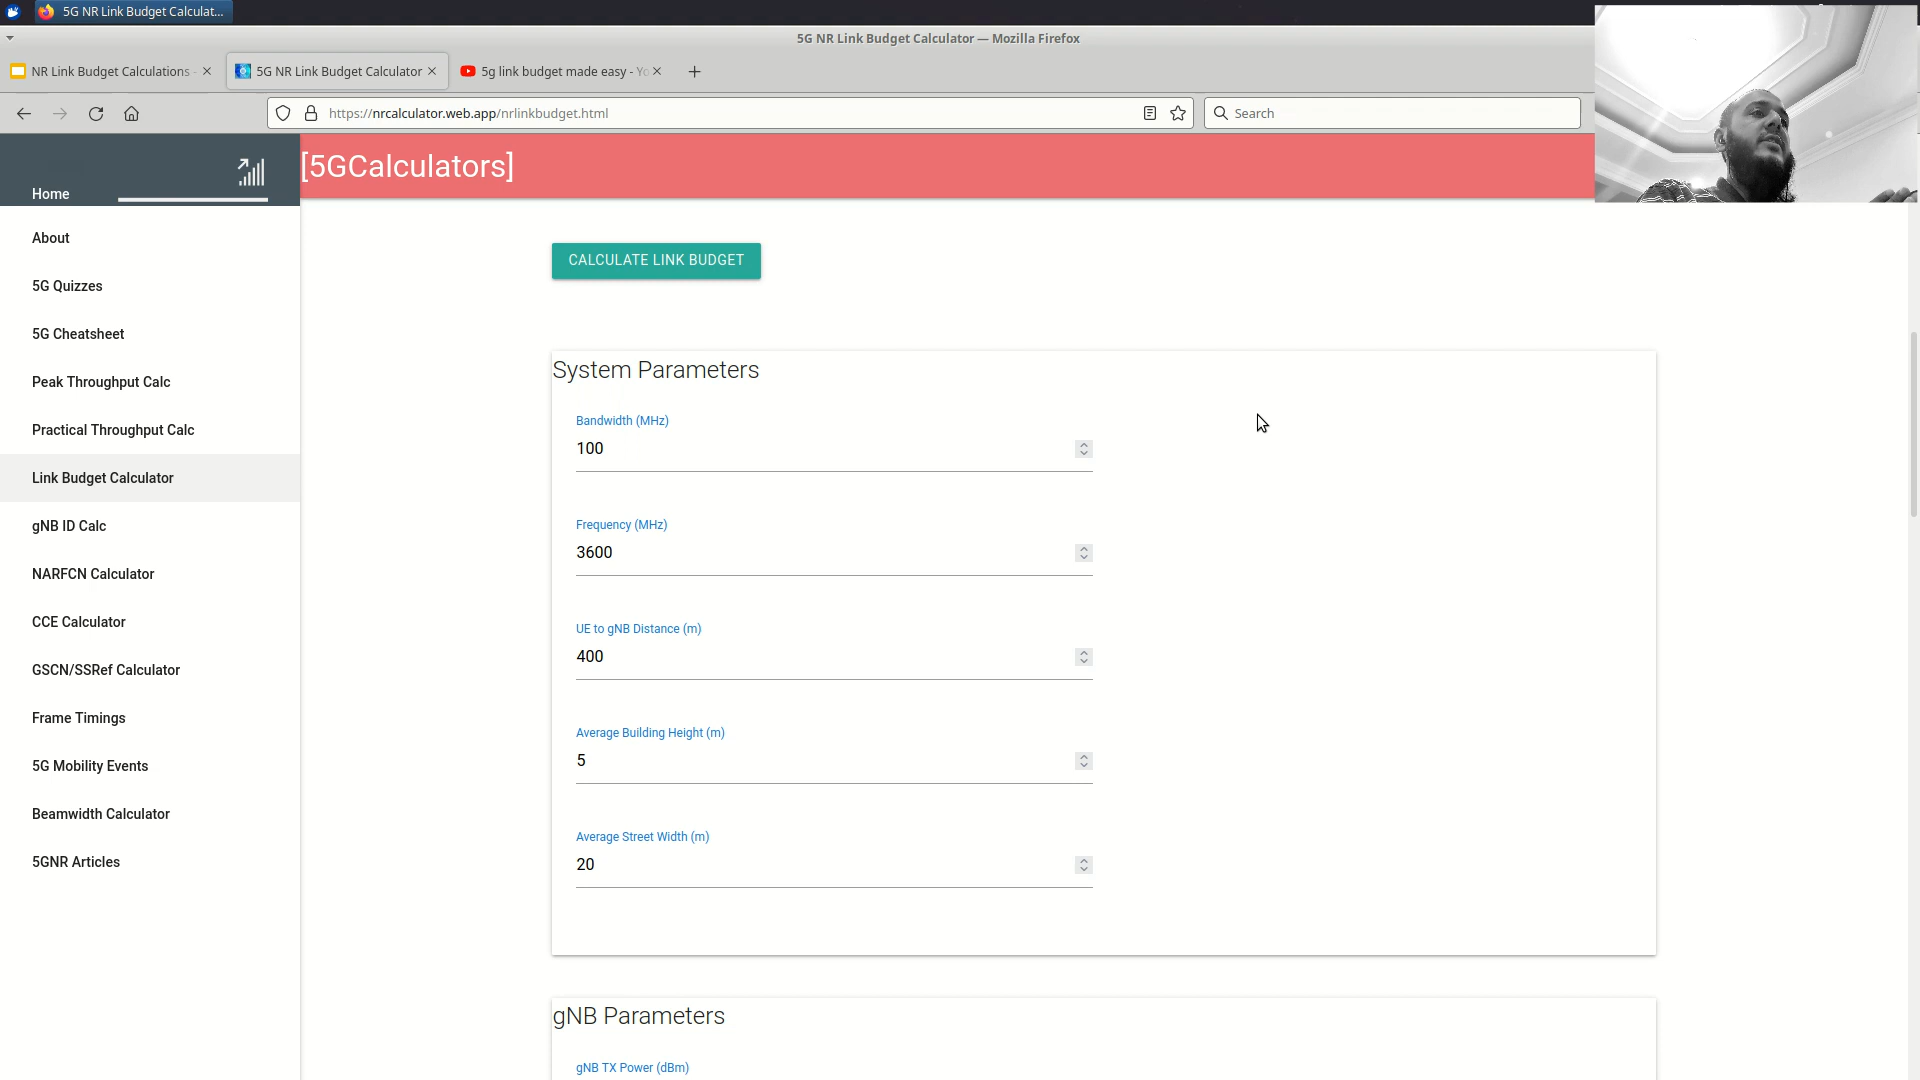 5G NR Link Budget Calculat...
5G NR Link Budget Calculator — Mozilla Firefox
NR Link Budget Calculations -
5G NR Link Budget Calculator
5g link budget made easy - Yo
https://nrcalculator.web.app/nrlinkbudget.html
Search
Home
[5GCalculators]
About
5G Quizzes
5G Cheatsheet
Peak Throughput Calc
Practical Throughput Calc
Link Budget Calculator
gNB ID Calc
NARFCN Calculator
CCE Calculator
GSCN/SSRef Calculator
Frame Timings
5G Mobility Events
Beamwidth Calculator
5GNR Articles
CALCULATE LINK BUDGET
System Parameters
Bandwidth (MHz)
100
Frequency (MHz)
3600
UE to gNB Distance (m)
400
Average Building Height (m)
5
Average Street Width (m)
20
gNB Parameters
gNB TX Power (dBm)